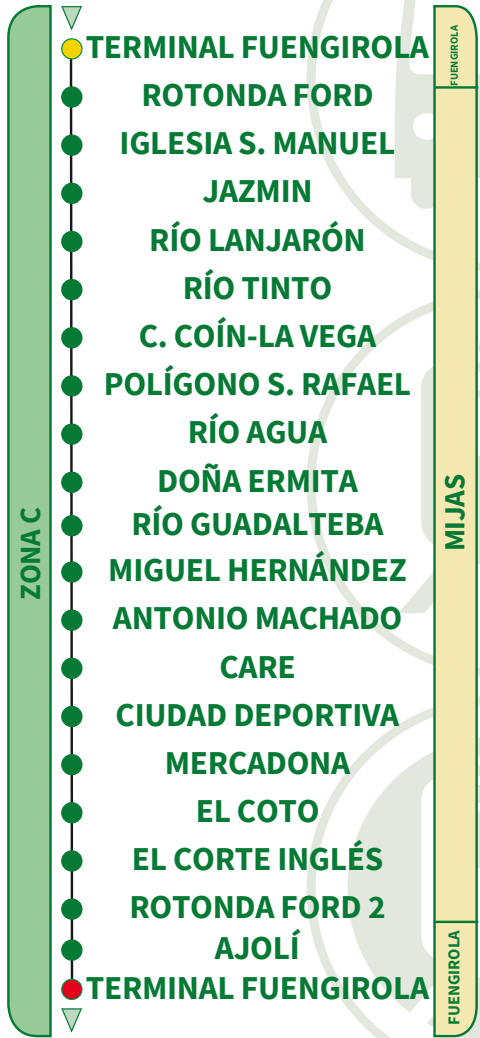 ZONA C
TERMINAL FUENGIROLA
ROTONDA FORD
IGLESIA S. MANUEL
JAZMIN
RÍO LANJARÓN
RÍO TINTO
C. COÍN-LA VEGA
POLÍGONO S. RAFAEL
RÍO AGUA
DOÑA ERMITA
RÍO GUADALTEBA
MIGUEL HERNÁNDEZ
ANTONIO MACHADO
CARE
CIUDAD DEPORTIVA
MERCADONA
EL COTO
EL CORTE INGLÉS
ROTONDA FORD 2
AJOLÍ
TERMINAL FUENGIROLA
FUENGIROLA
MIJAS
FUENGIROLA